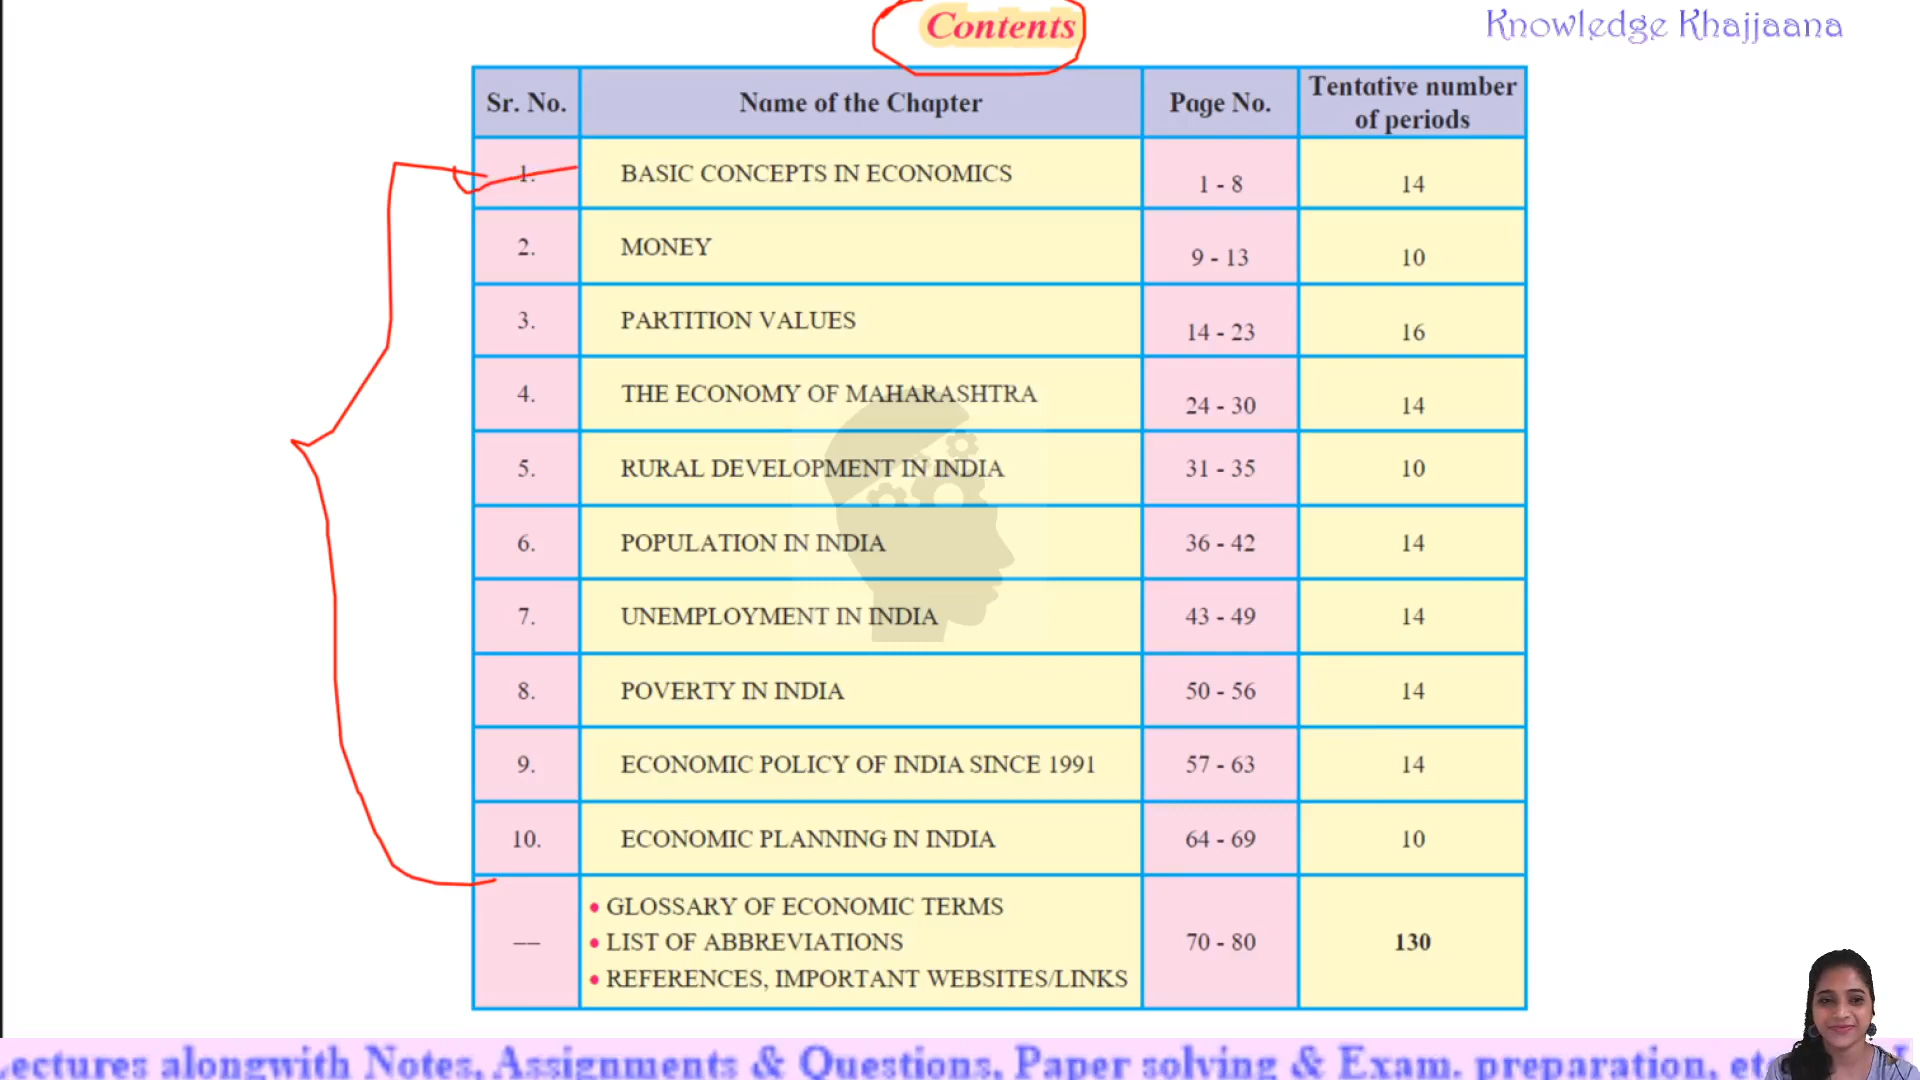 Contents
Knowledge Khajjaana
Sr. No. Name of the Chapter Page No. Tentative number of periods
1. BASIC CONCEPTS IN ECONOMICS 1 - 8 14
2. MONEY 9 - 13 10
3. PARTITION VALUES 14 - 23 16
4. THE ECONOMY OF MAHARASHTRA 24 - 30 14
5. RURAL DEVELOPMENT IN INDIA 31 - 35 10
6. POPULATION IN INDIA 36 - 42 14
7. UNEMPLOYMENT IN INDIA 43 - 49 14
8. POVERTY IN INDIA 50 - 56 14
9. ECONOMIC POLICY OF INDIA SINCE 1991 57 - 63 14
10. ECONOMIC PLANNING IN INDIA 64 - 69 10
• GLOSSARY OF ECONOMIC TERMS
— • LIST OF ABBREVIATIONS 70 - 80 130
• REFERENCES, IMPORTANT WEBSITES/LINKS
ectures alongwith Notes, Assignments & Questions, Paper solving & Exam. preparation, etc